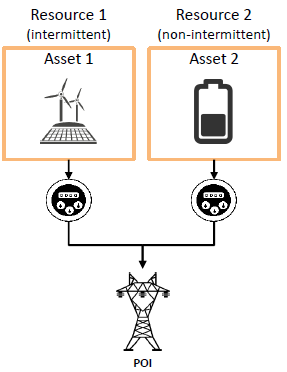 Resource 1
(intermittent)
Asset 1
Resource 2
(non-intermittent)
Asset 2
POI